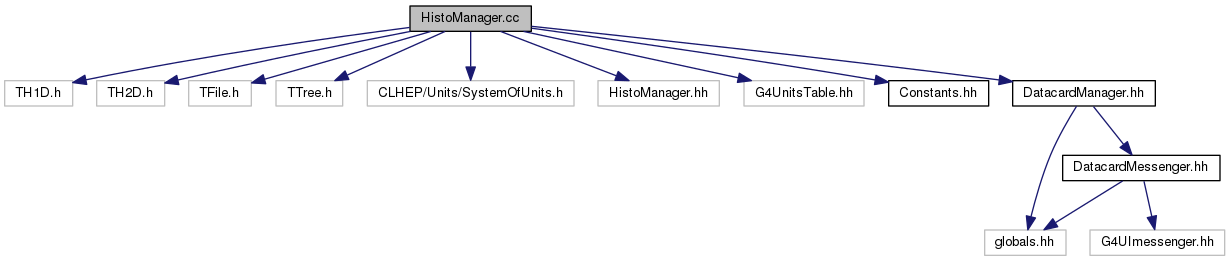 HistoManager.cc
TH1D.h
TH2D.h
TFile.h
TTree.h
CLHEP/Units/SystemOfUnits.h
HistoManager.hh
G4UnitsTable.hh
Constants.hh
DatacardManager.hh
DatacardMessenger.hh
globals.hh
G4UImessenger.hh